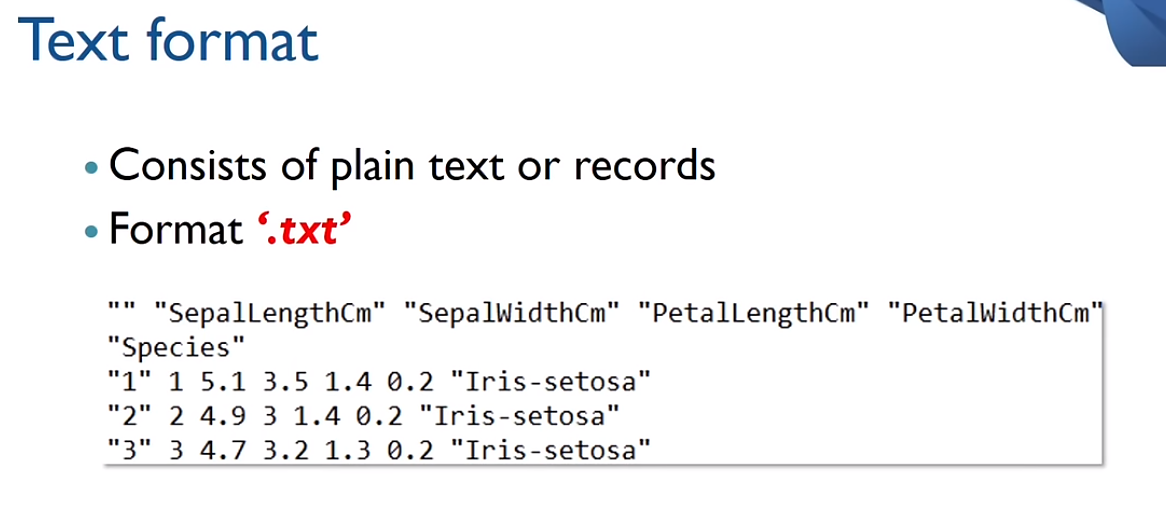 Text format
• Consists of plain text or records
• Format ‘.txt’
"" "SepalLengthCm" "SepalWidthCm" "PetalLengthCm" "PetalWidthCm"
"Species"
"1" 1 5.1 3.5 1.4 0.2 "Iris-setosa"
"2" 2 4.9 3 1.4 0.2 "Iris-setosa"
"3" 3 4.7 3.2 1.3 0.2 "Iris-setosa"